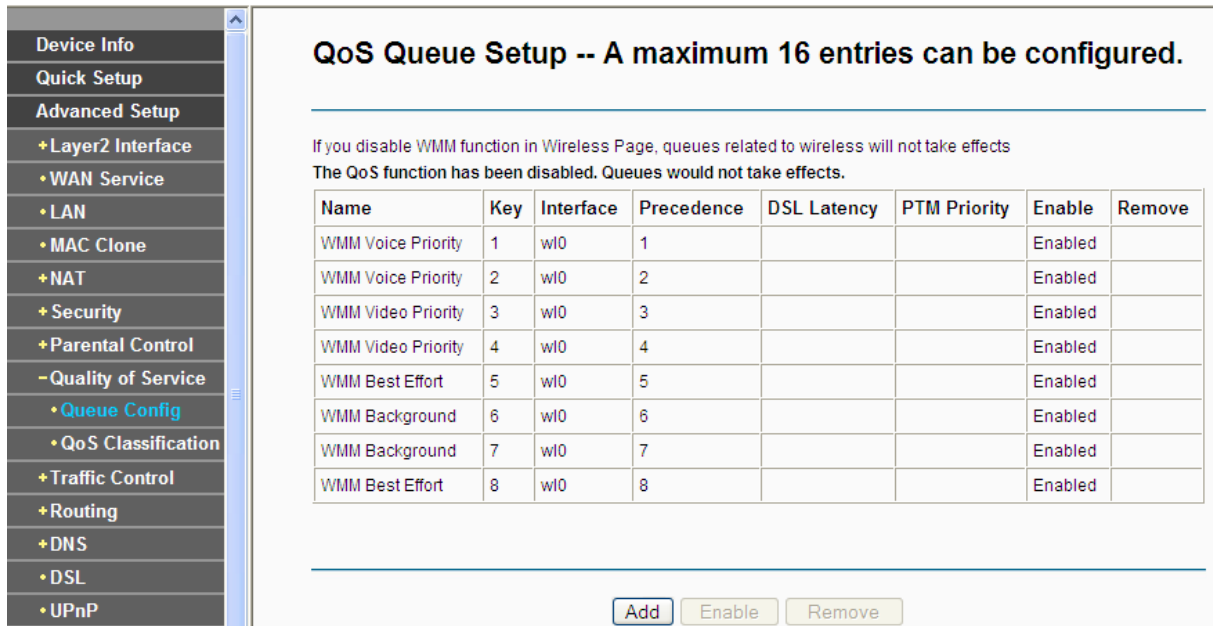 Device Info
Quick Setup
Advanced Setup
+Layer2 Interface
•WAN Service
•LAN
•MAC Clone
+NAT
+Security
+Parental Control
-Quality of Service
•Queue Config
•QoS Classification
+Traffic Control
+Routing
+DNS
•DSL
•UPnP
QoS Queue Setup -- A maximum 16 entries can be configured.
If you disable WMM function in Wireless Page, queues related to wireless will not take effects
The QoS function has been disabled. Queues would not take effects.
Name Key Interface Precedence DSL Latency PTM Priority Enable Remove
WMM Voice Priority 1 wl0 1 Enabled
WMM Voice Priority 2 wl0 2 Enabled
WMM Video Priority 3 wl0 3 Enabled
WMM Video Priority 4 wl0 4 Enabled
WMM Best Effort 5 wl0 5 Enabled
WMM Background 6 wl0 6 Enabled
WMM Background 7 wl0 7 Enabled
WMM Best Effort 8 wl0 8 Enabled
Add Enable Remove